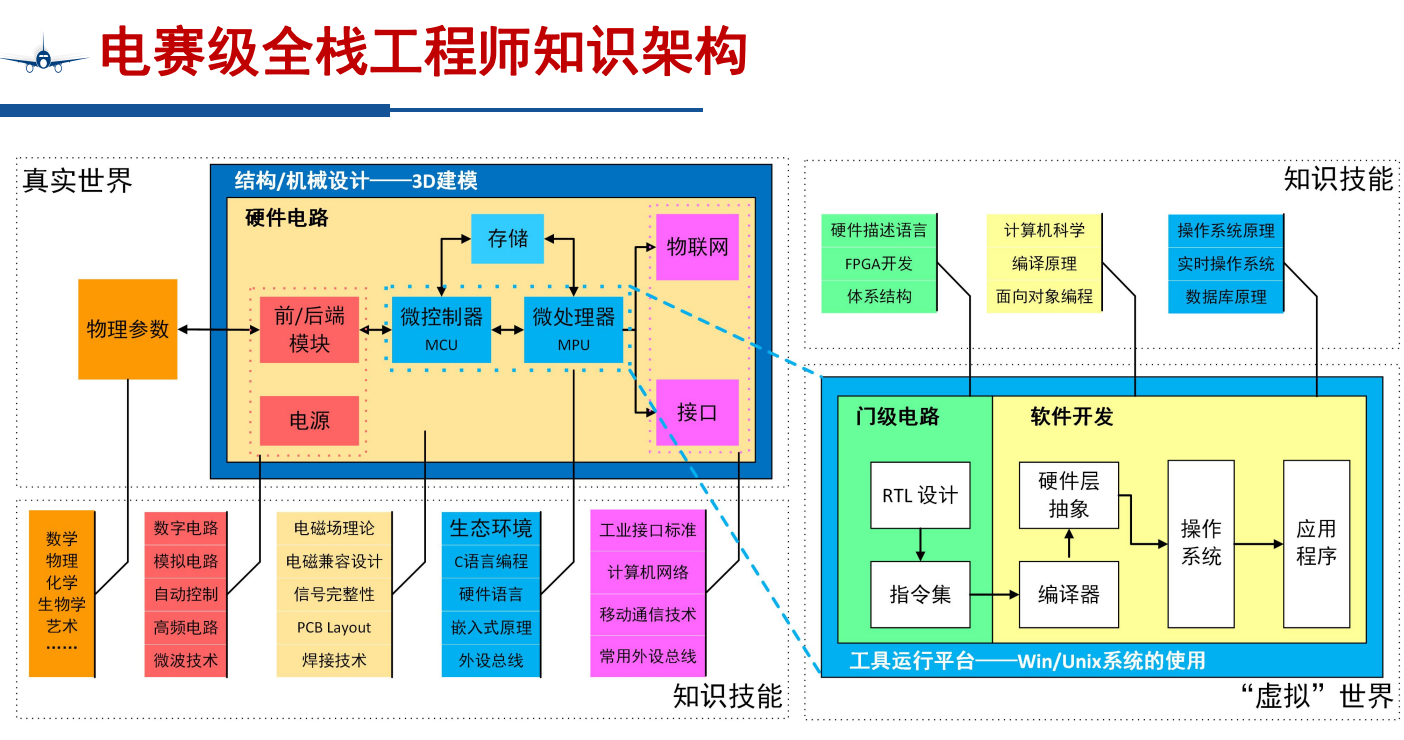 电赛级全栈工程师知识架构
真实世界
结构/机械设计——3D建模
硬件电路
存储
物联网
物理参数
前/后端
模块
微控制器
MCU
微处理器
MPU
电源
接口
数学
物理
化学
生物学
艺术
……
数字电路
模拟电路
自动控制
高频电路
微波技术
电磁场理论
电磁兼容设计
信号完整性
PCB Layout
焊接技术
生态环境
C语言编程
硬件语言
嵌入式原理
外设总线
工业接口标准
计算机网络
移动通信技术
常用外设总线
知识技能
知识技能
硬件描述语言
FPGA开发
体系结构
计算机科学
编译原理
面向对象编程
操作系统原理
实时操作系统
数据库原理
门级电路
软件开发
RTL 设计
指令集
硬件层
抽象
编译器
操作
系统
应用
程序
工具运行平台——Win/Unix系统的使用
“虚拟”世界